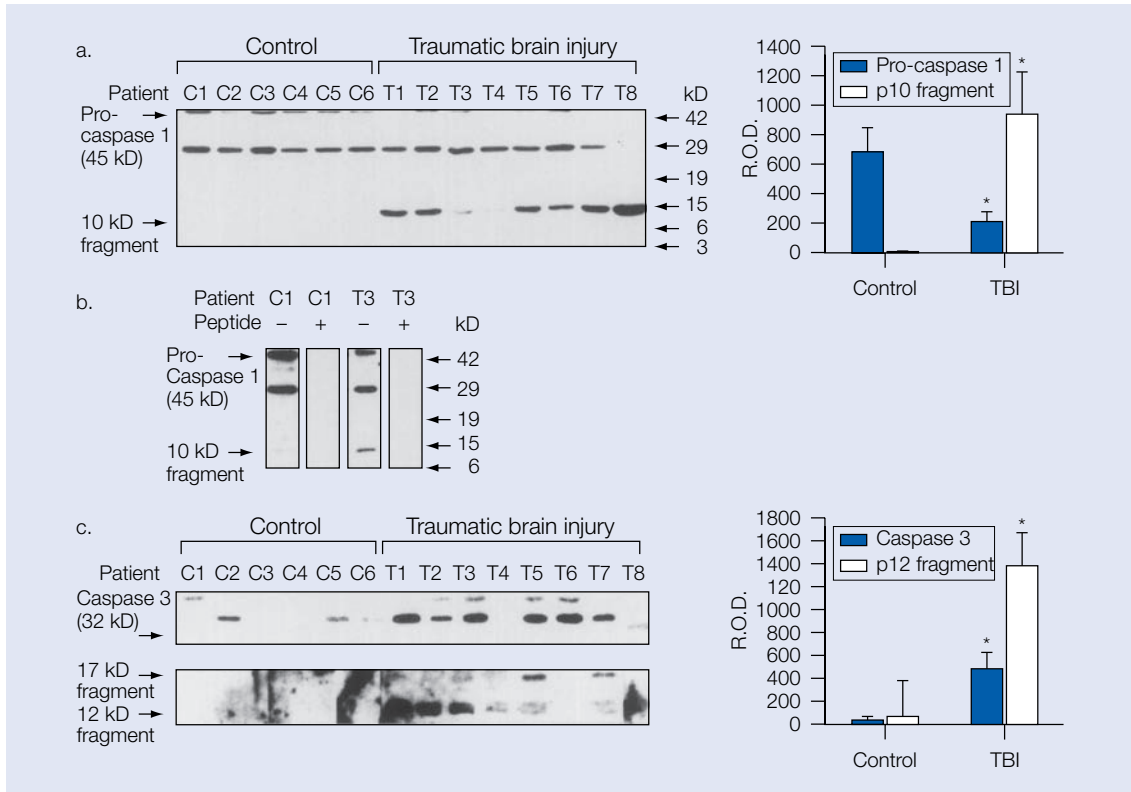 a.
Control
Traumatic brain injury
Patient C1 C2 C3 C4 C5 C6 T1 T2 T3 T4 T5 T6 T7 T8 kD
Pro-
caspase 1
(45 kD)
10 kD
fragment
42
29
19
15
6
3
1400
1200
1000
800
600
400
200
0
R.O.D.
Pro-caspase 1
p10 fragment
*
*
Control
TBI
b.
Patient C1 C1 T3 T3
Peptide – + – + kD
Pro-
Caspase 1
(45 kD)
10 kD
fragment
42
29
19
15
6
c.
Control
Traumatic brain injury
Patient C1 C2 C3 C4 C5 C6 T1 T2 T3 T4 T5 T6 T7 T8
Caspase 3
(32 kD)
17 kD
fragment
12 kD
fragment
1800
1600
1400
120
1000
800
600
400
200
0
R.O.D.
Caspase 3
p12 fragment
*
*
Control
TBI